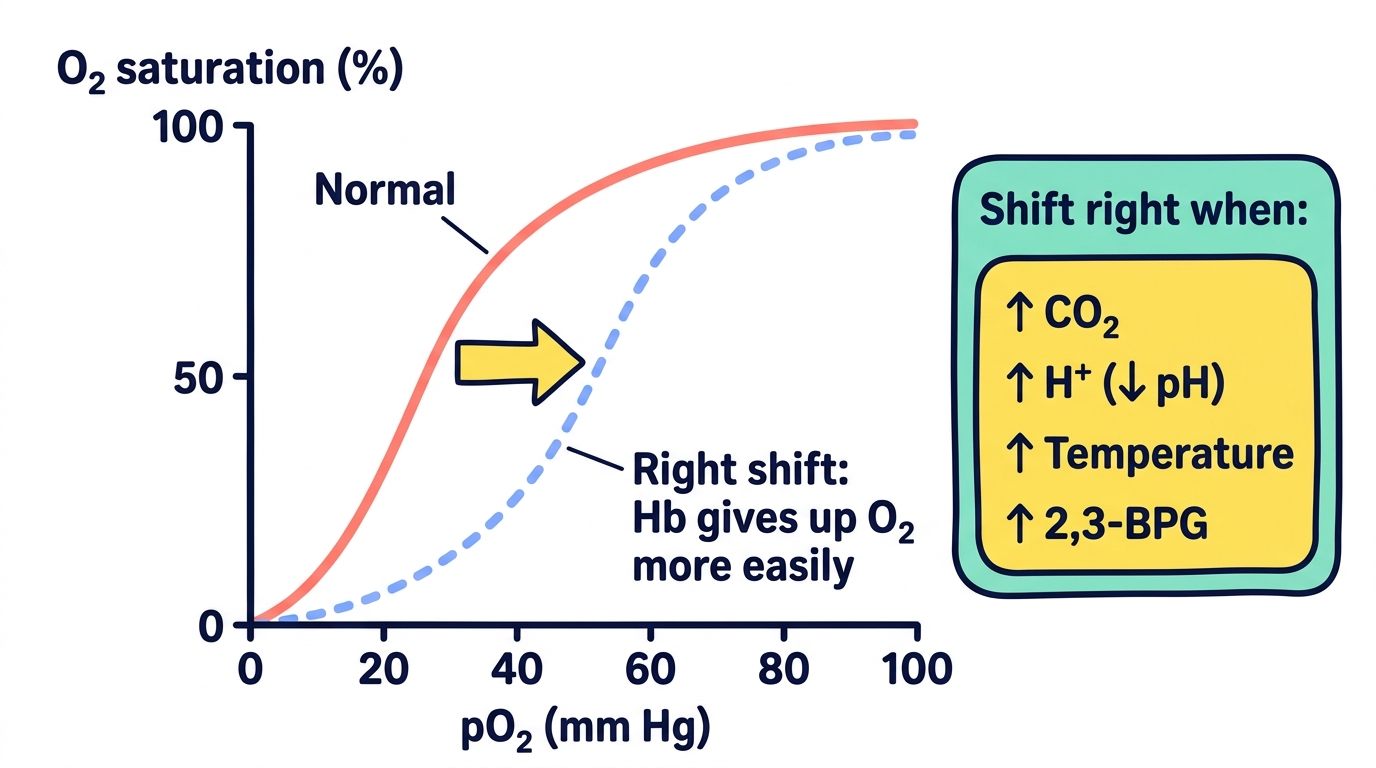 O₂ saturation (%)
100
50
0
Normal
Right shift:
Hb gives up O₂
more easily
0 20 40 60 80 100
pO₂ (mm Hg)
Shift right when:
↑ CO₂
↑ H⁺ (↓ pH)
↑ Temperature
↑ 2,3-BPG